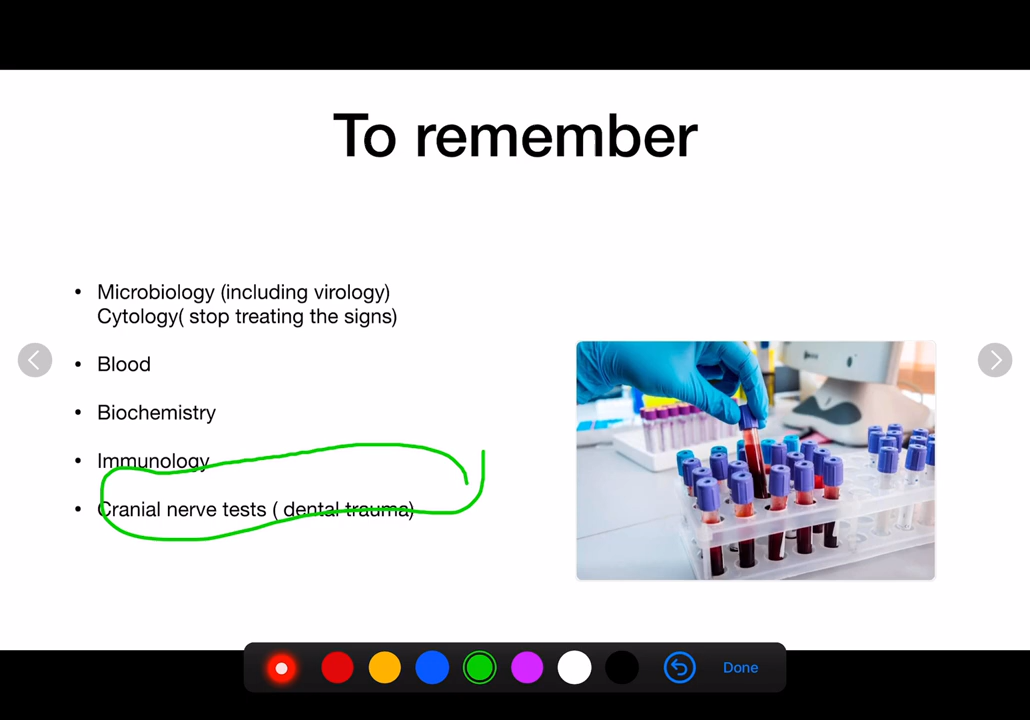 To remember
• Microbiology (including virology)
Cytology( stop treating the signs)
• Blood
• Biochemistry
• Immunology
• Cranial nerve tests ( dental trauma)
Done